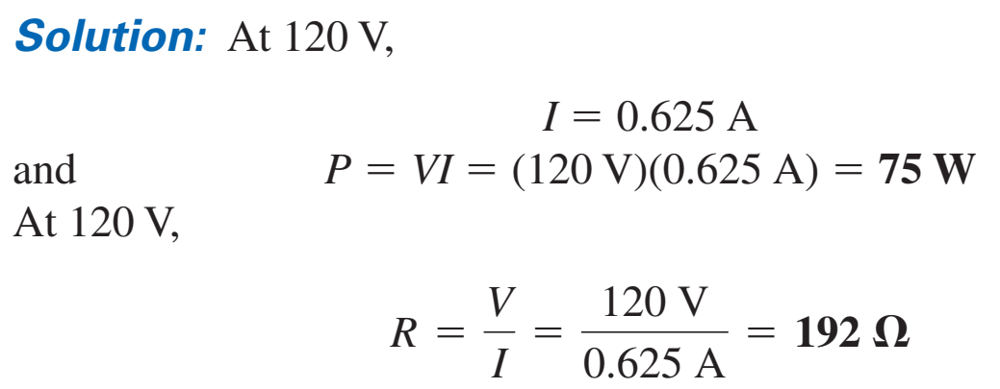 Solution: At 120 V,
I = 0.625 A
and P = VI = (120 V)(0.625 A) = 75 W
At 120 V,
R = V/I = 120 V/0.625 A = 192 Ω